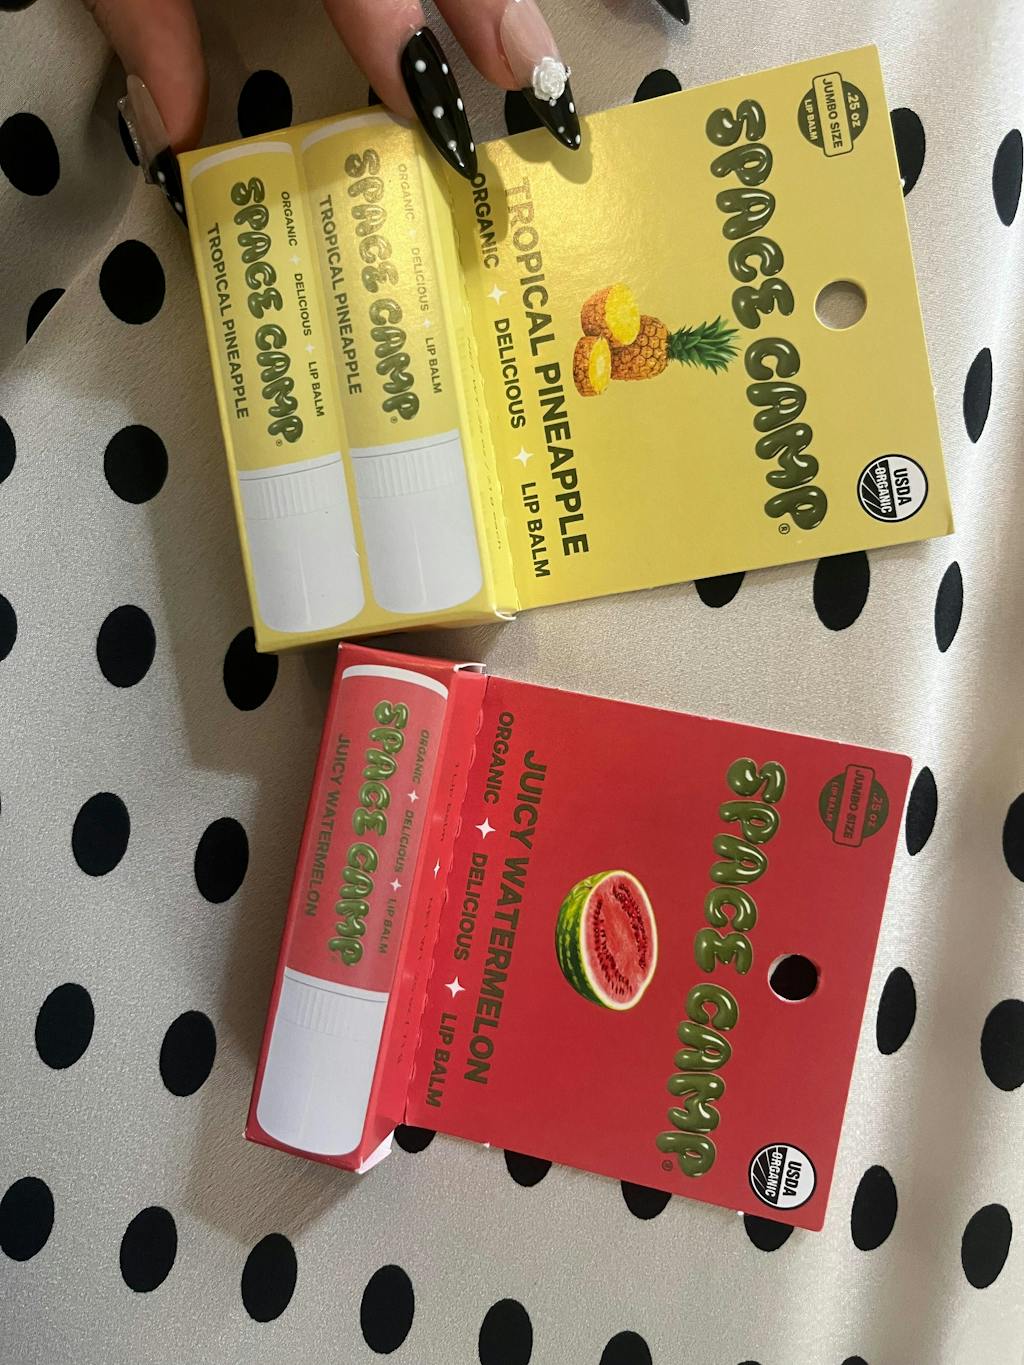 .25 oz
JUMBO SIZE
LIP BALM
SPACE CAMP®
USDA
ORGANIC
TROPICAL PINEAPPLE
ORGANIC ✦ DELICIOUS ✦ LIP BALM
ORGANIC ✦ DELICIOUS ✦ LIP BALM
SPACE CAMP®
TROPICAL PINEAPPLE
ORGANIC ✦ DELICIOUS ✦ LIP BALM
SPACE CAMP®
TROPICAL PINEAPPLE
.25 oz
JUMBO SIZE
LIP BALM
SPACE CAMP®
USDA
ORGANIC
JUICY WATERMELON
ORGANIC ✦ DELICIOUS ✦ LIP BALM
ORGANIC ✦ DELICIOUS ✦ LIP BALM
SPACE CAMP
JUICY WATERMELON